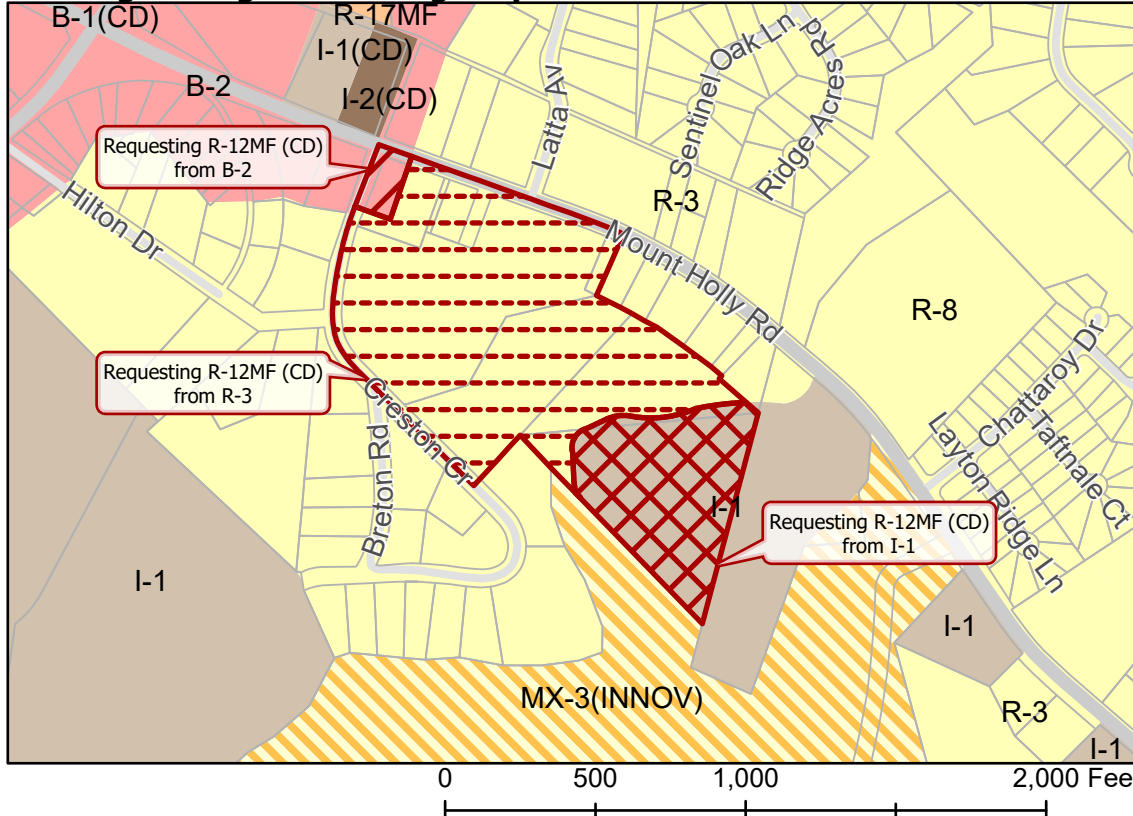 B-1(CD)
R-17MF
I-1(CD)
B-2
I-2(CD)
Latta Av
Sentinel Oak Ln
Ridge Acres Rd
Requesting R-12MF (CD)
from B-2
Hilton Dr
R-3
Mount Holly Rd
R-8
Chattaroy Dr
Requesting R-12MF (CD)
from R-3
Creston Cr
Breton Rd
Layton Ridge Ln
Taftnale Ct
I-1
Requesting R-12MF (CD)
from I-1
I-1
I-1
MX-3(INNOV)
R-3
I-1
0 500 1,000 2,000 Fee